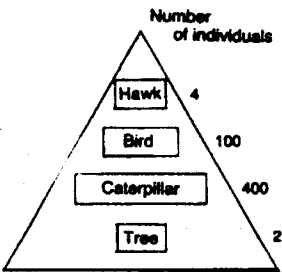 Number
of individuals
Hawk 4
Bird 100
Caterpillar 400
Tree 2